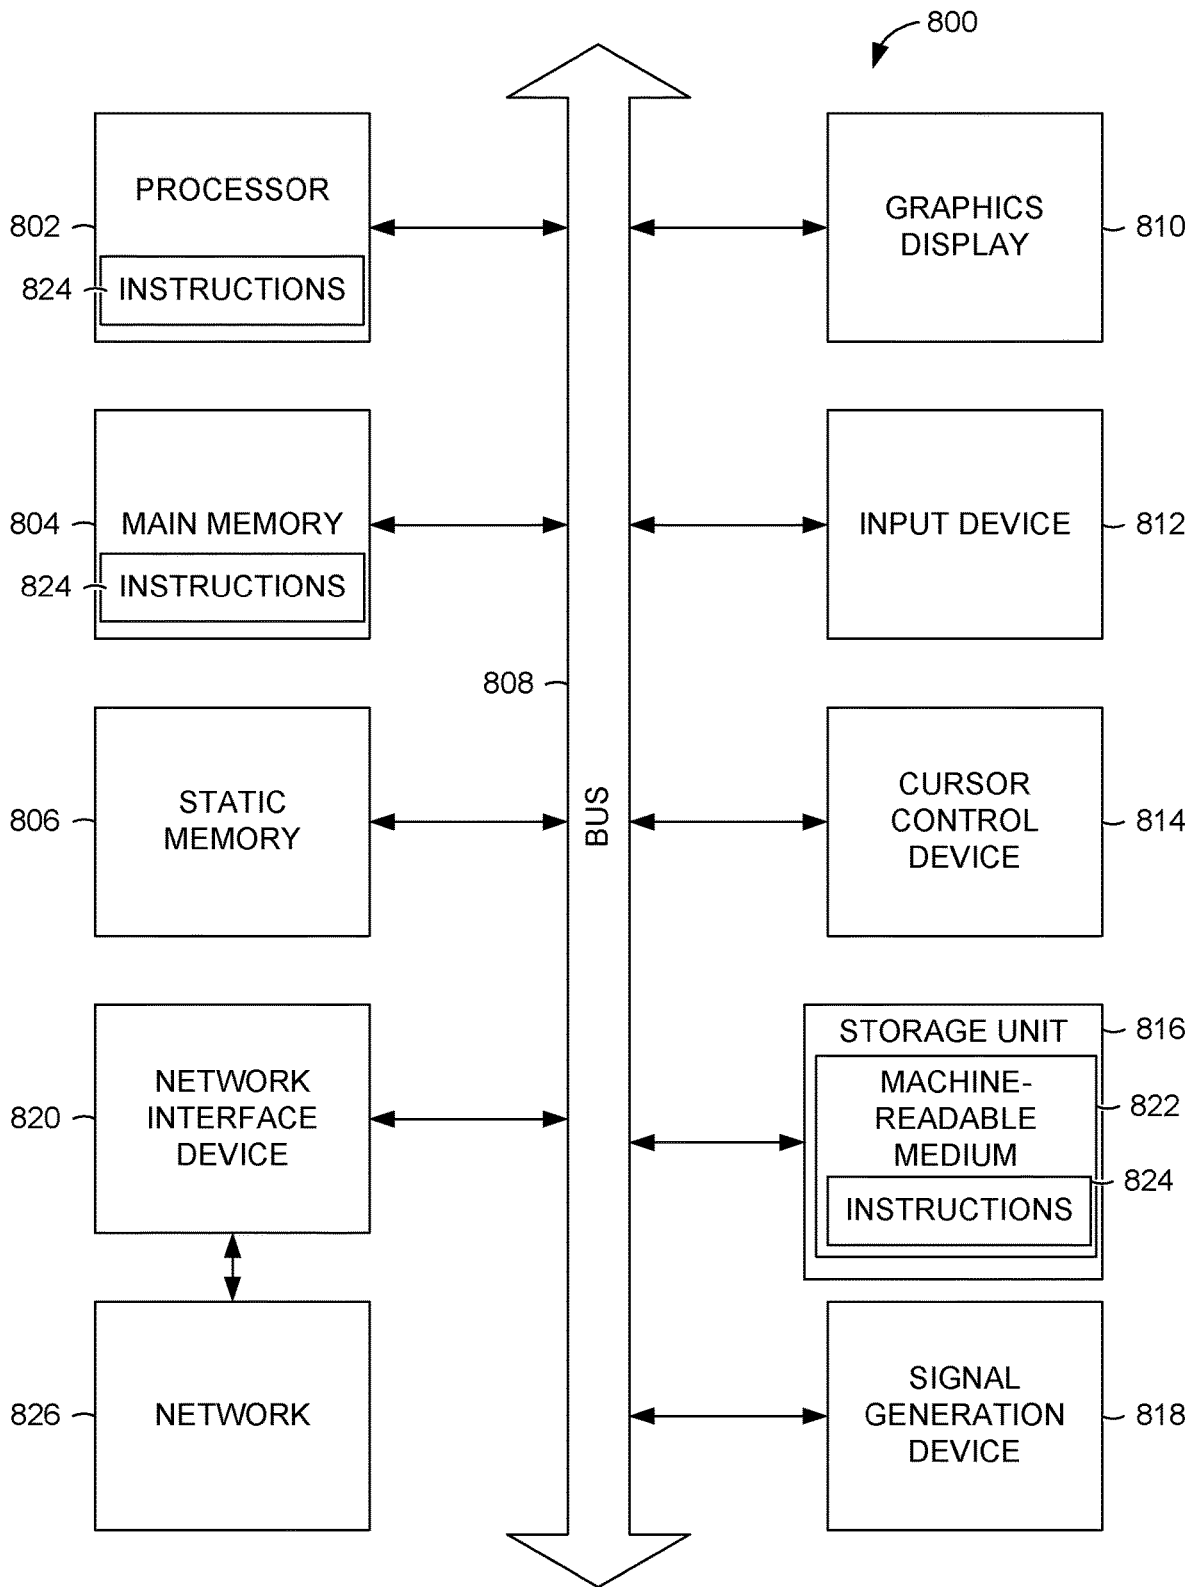 800
PROCESSOR
802
824
INSTRUCTIONS
GRAPHICS
DISPLAY
810
804
MAIN MEMORY
824
INSTRUCTIONS
INPUT DEVICE
812
808
BUS
806
STATIC
MEMORY
CURSOR
CONTROL
DEVICE
814
820
NETWORK
INTERFACE
DEVICE
STORAGE UNIT
816
MACHINE-
READABLE
MEDIUM
822
824
INSTRUCTIONS
826
NETWORK
SIGNAL
GENERATION
DEVICE
818